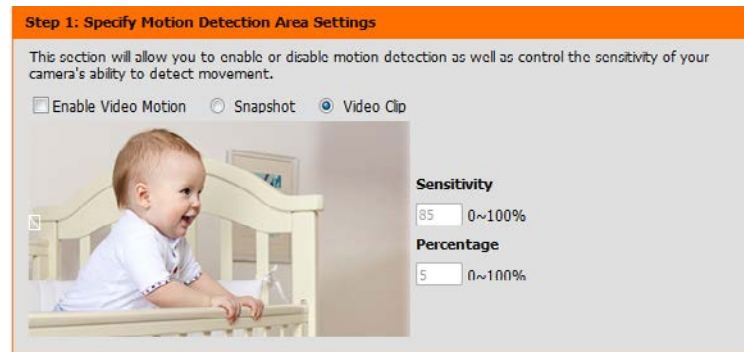 Step 1: Specify Motion Detection Area Settings
This section will allow you to enable or disable motion detection as well as control the sensitivity of your
camera's ability to detect movement.
Enable Video Motion Snapshot Video Clip
Sensitivity
85 0~100%
Percentage
5 0~100%